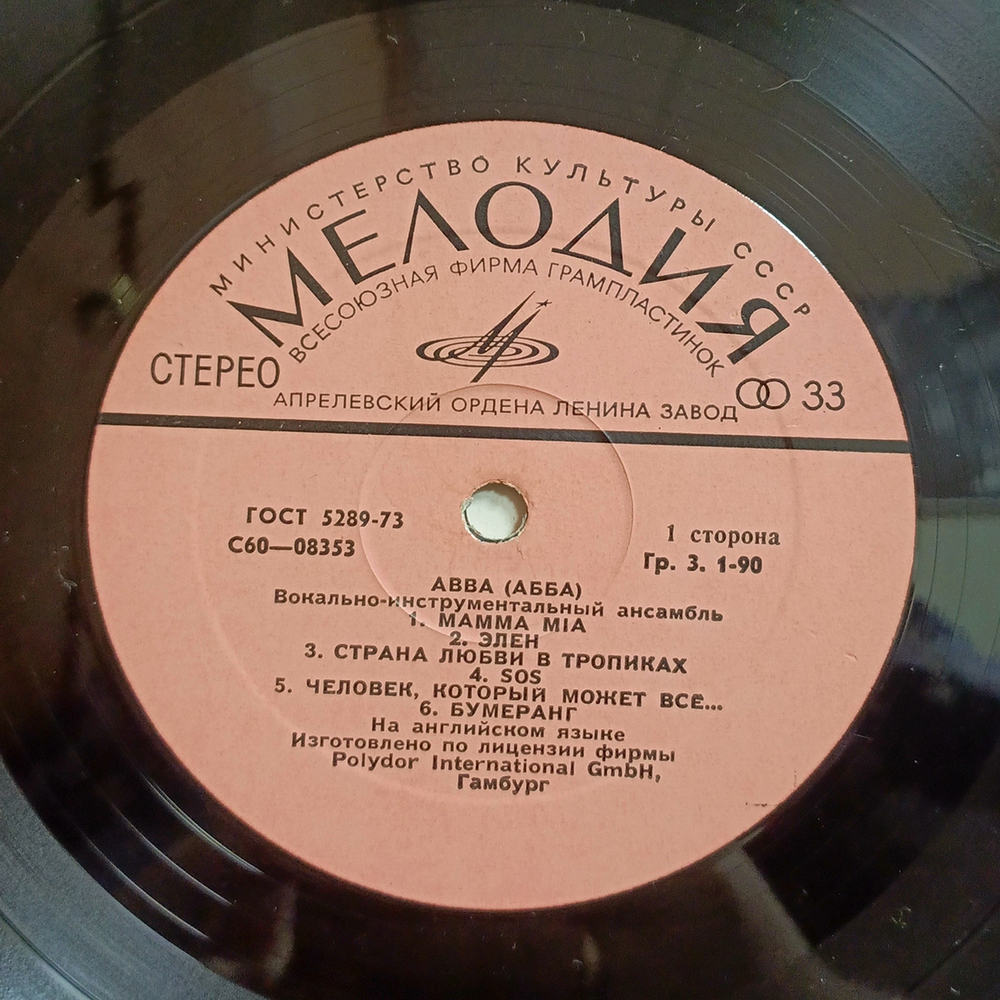 МИНИСТЕРСТВО КУЛЬТУРЫ СССР
МЕЛОДИЯ
ВСЕСОЮЗНАЯ ФИРМА ГРАМПЛАСТИНОК
СТЕРЕО
33
АПРЕЛЕВСКИЙ ОРДЕНА ЛЕНИНА ЗАВОД
ГОСТ 5289-73
С60—08353
1 сторона
Гр. 3. 1-90
ABBA (АББА)
Вокально-инструментальный ансамбль
1. MAMMA MIA
2. ЭЛЕН
3. СТРАНА ЛЮБВИ В ТРОПИКАХ
4. SOS
5. ЧЕЛОВЕК, КОТОРЫЙ МОЖЕТ ВСЁ...
6. БУМЕРАНГ
На английском языке
Изготовлено по лицензии фирмы
Polydor International GmbH,
Гамбург